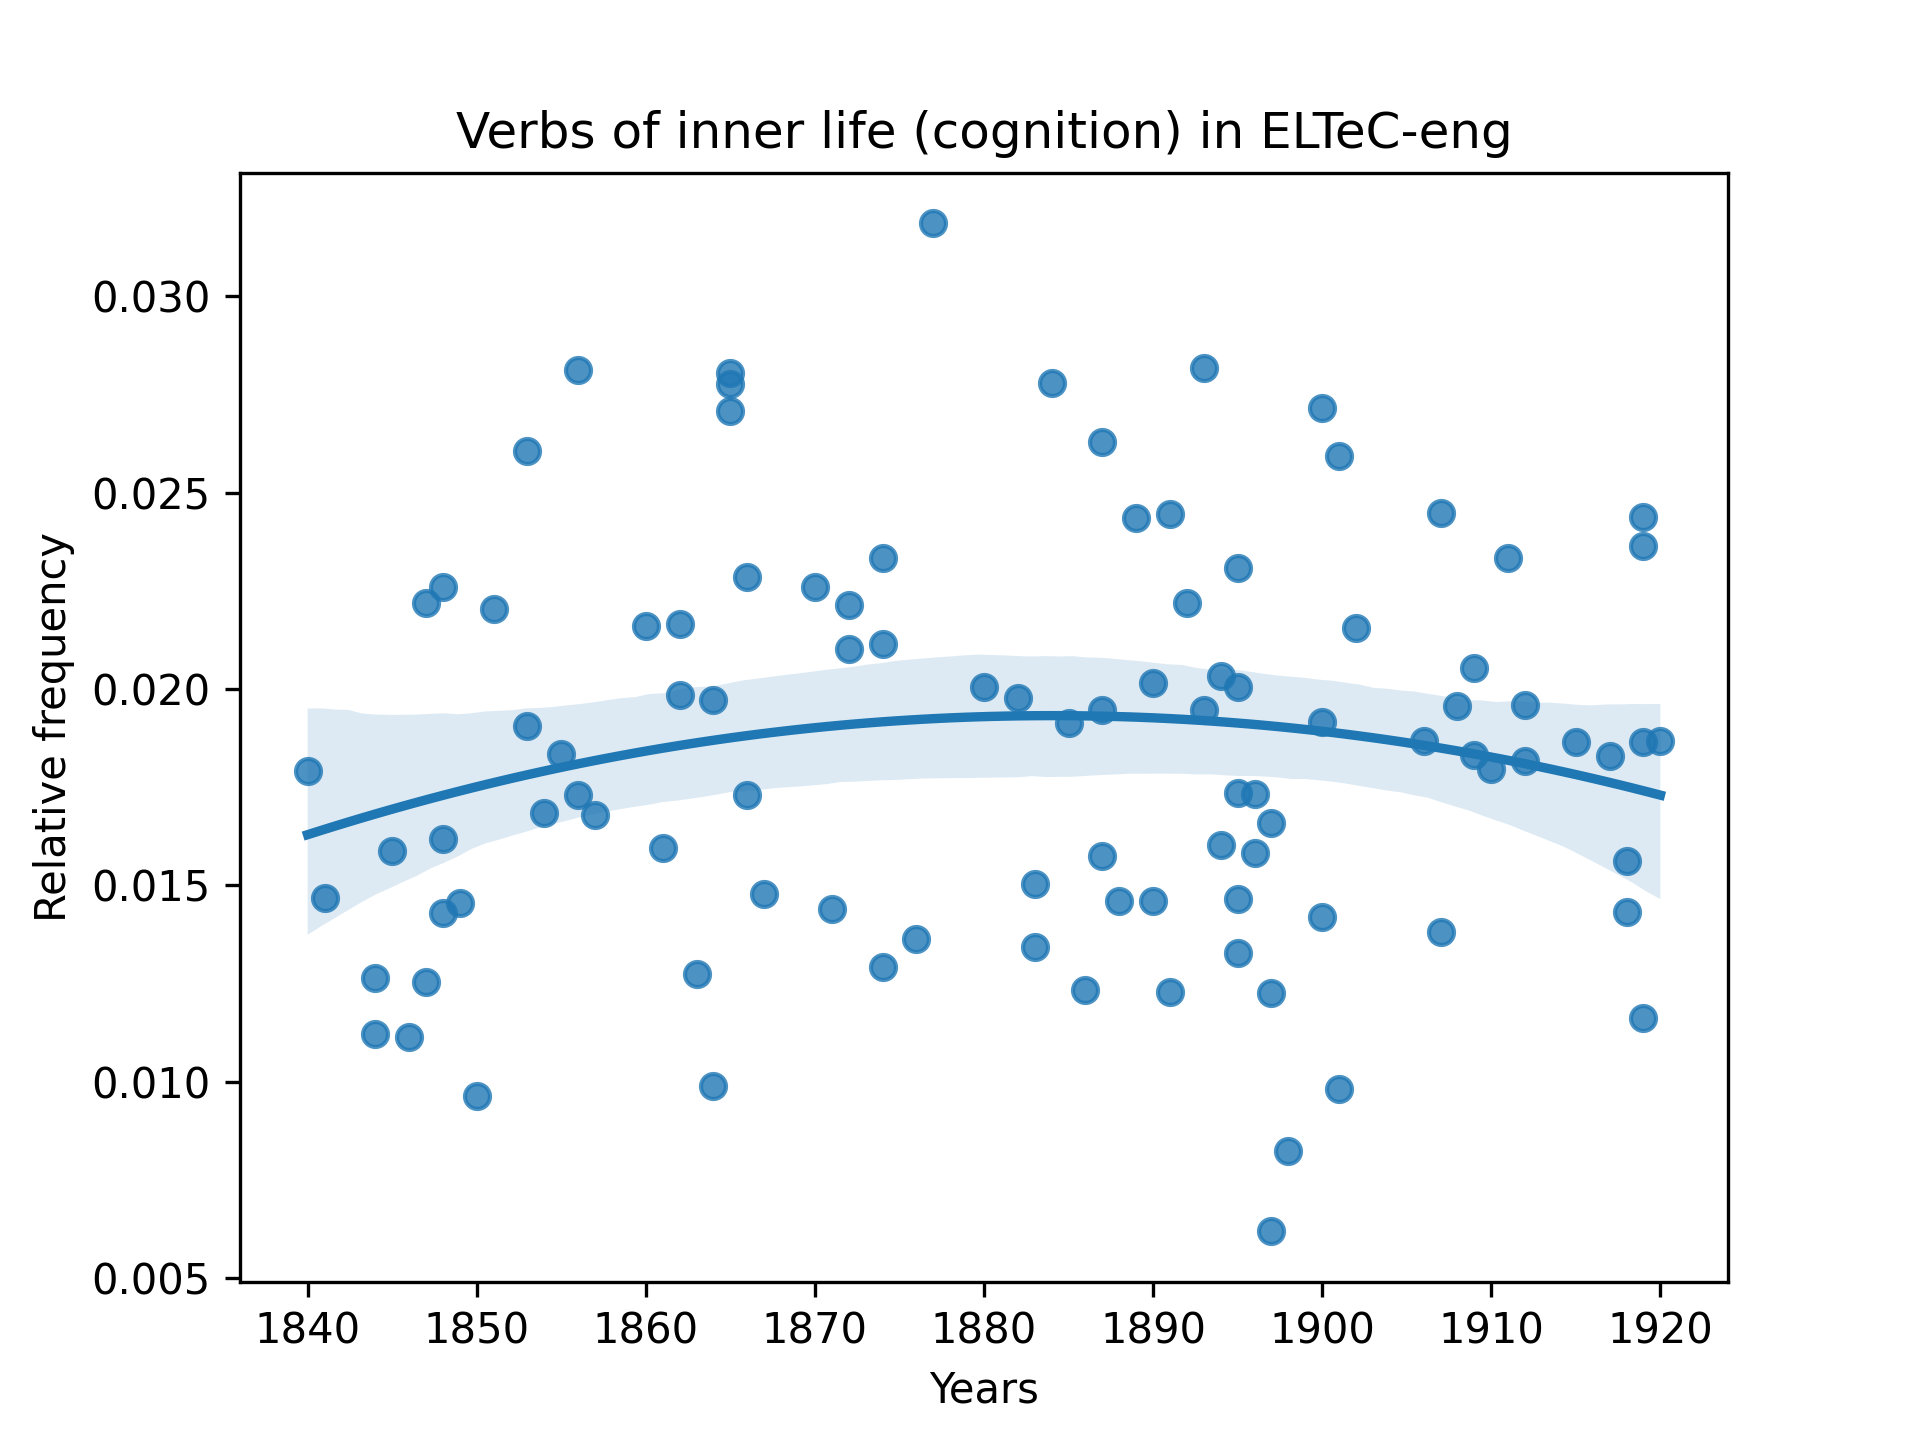 Verbs of inner life (cognition) in ELTeC-eng
0.030
0.025
0.020
0.015
0.010
0.005
Relative frequency
1840 1850 1860 1870 1880 1890 1900 1910 1920
Years